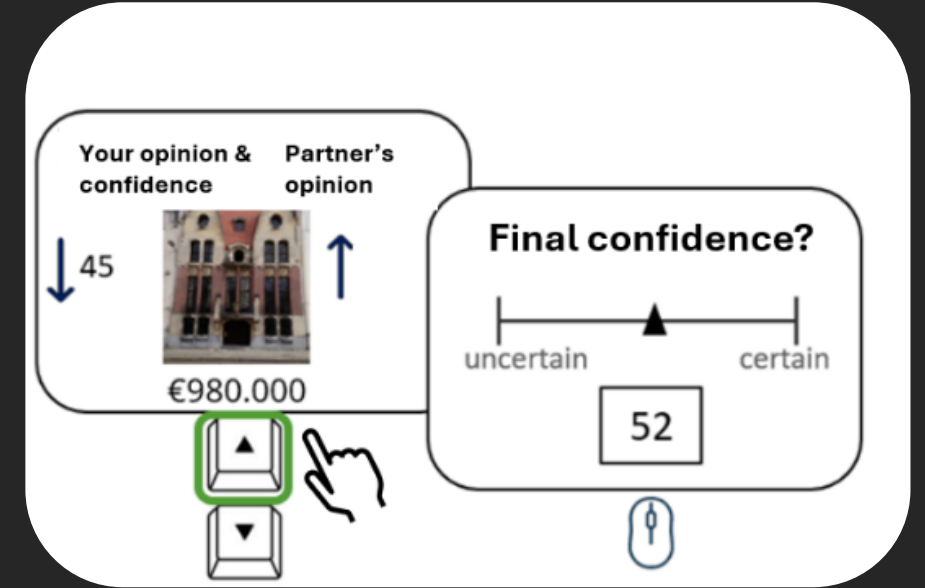 Your opinion & confidence
Partner's opinion
45
€980.000
Final confidence?
uncertain
certain
52